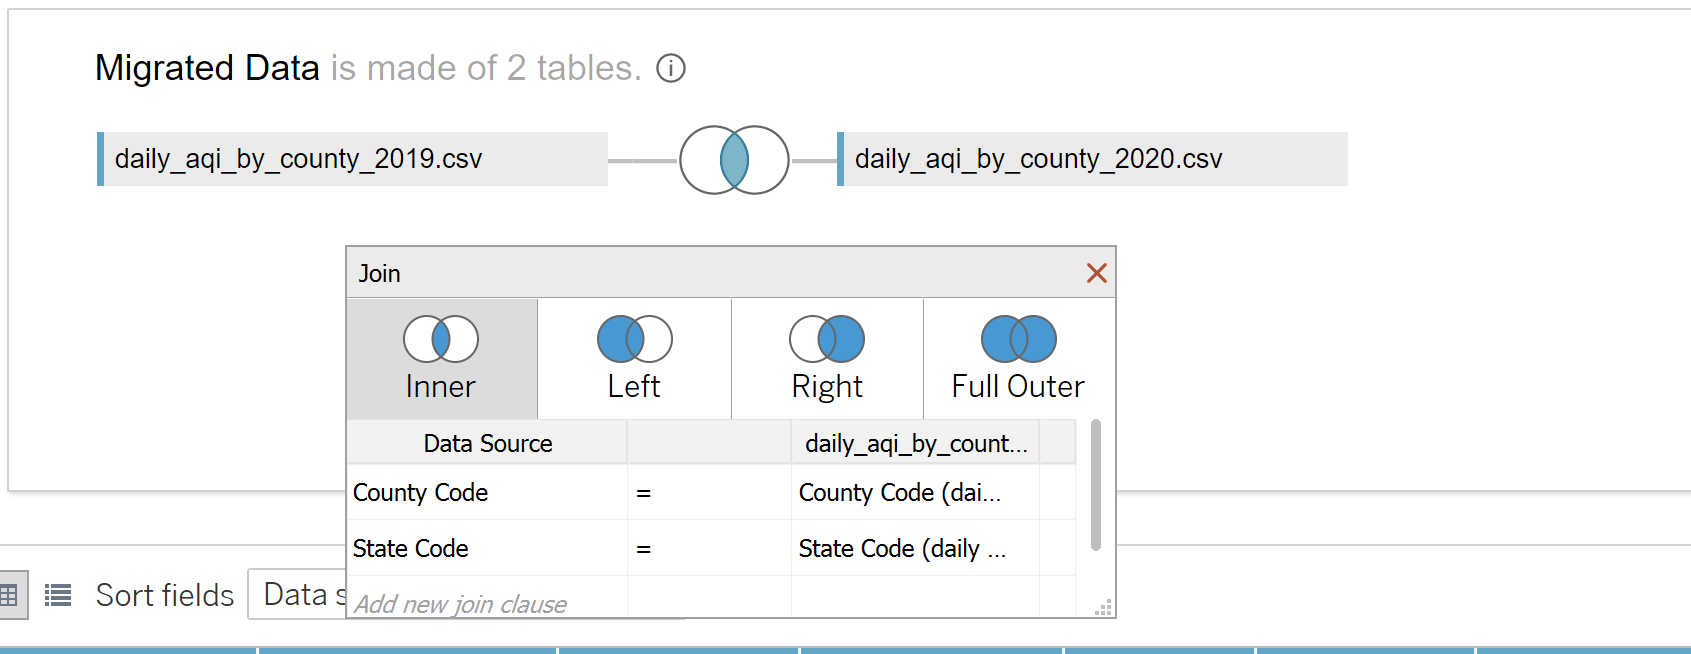 Migrated Data is made of 2 tables.
daily_aqi_by_county_2019.csv
daily_aqi_by_county_2020.csv
Join
Inner
Left
Right
Full Outer
Data Source
daily_aqi_by_count...
County Code
=
County Code (dai...
State Code
=
State Code (daily ...
Add new join clause
Sort fields
Data s